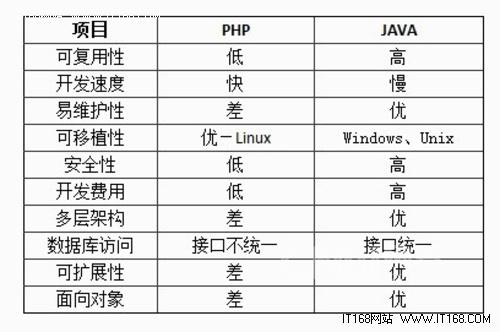 项目 PHP JAVA
可复用性 低 高
开发速度 快 慢
易维护性 差 优
可移植性 优－Linux Windows、Unix
安全性 低 高
开发费用 低 高
多层架构 差 优
数据库访问 接口不统一 接口统一
可扩展性 差 优
面向对象 差 优
IT168网站 WWW.IT168.COM